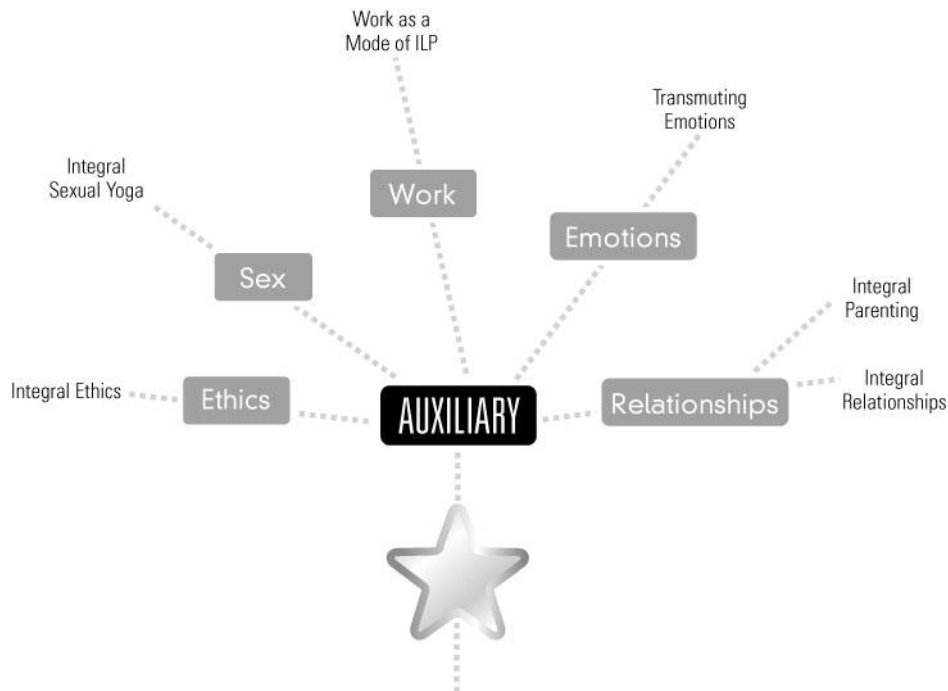 Work as a
Mode of ILP
Transmuting
Emotions
Integral
Sexual Yoga
Work
Emotions
Sex
Integral
Parenting
Integral Ethics
Ethics
AUXILIARY
Relationships
Integral
Relationships